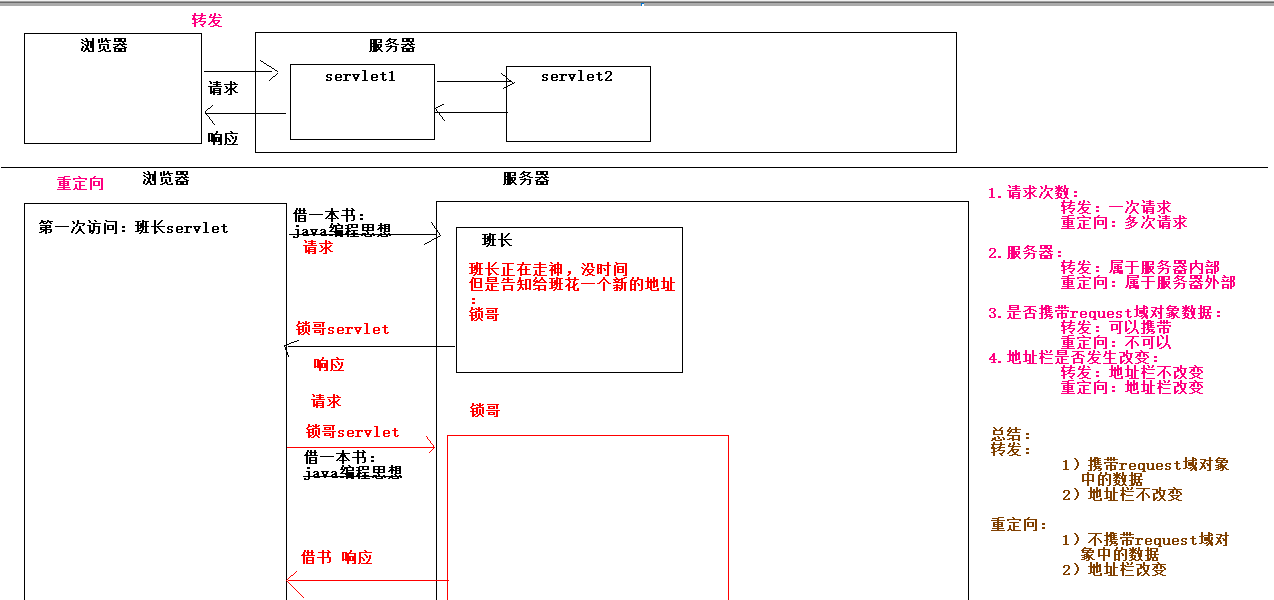 转发
浏览器
服务器
servlet1
servlet2
请求
响应
重定向
浏览器
服务器
第一次访问：班长servlet
借一本书：
java编程思想
请求
班长
班长正在走神，没时间
但是告知给班花一个新的地址
：
锁哥
锁哥servlet
响应
请求
锁哥servlet
借一本书：
java编程思想
锁哥
借书 响应
1.请求次数：
转发：一次请求
重定向：多次请求
2.服务器：
转发：属于服务器内部
重定向：属于服务器外部
3.是否携带request域对象数据：
转发：可以携带
重定向：不可以
4.地址栏是否发生改变：
转发：地址栏不改变
重定向：地址栏改变
总结：
转发：
1）携带request域对象
中的数据
2）地址栏不改变
重定向：
1）不携带request域对
象中的数据
2）地址栏改变